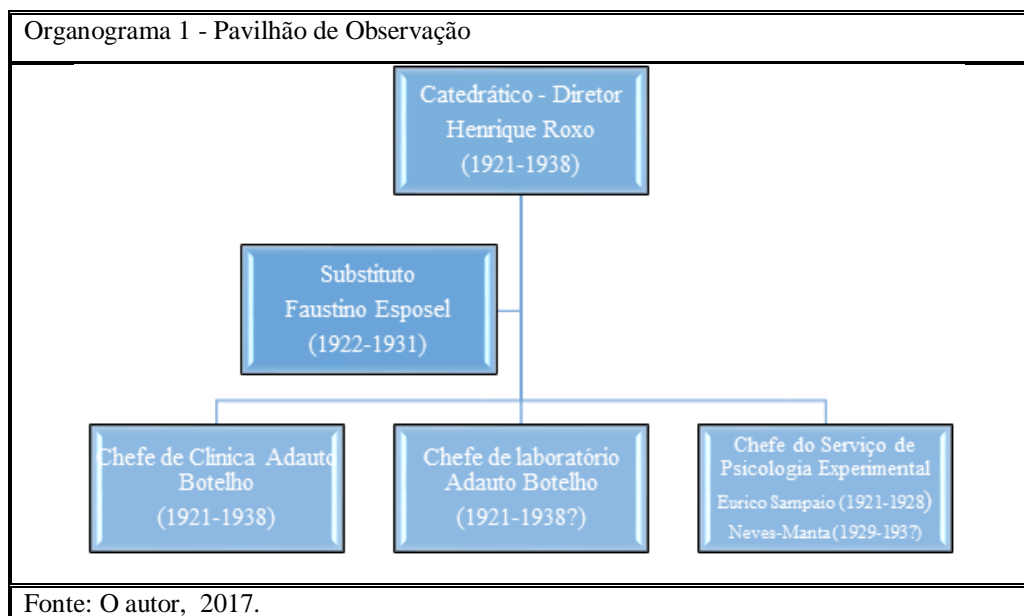 Organograma 1 - Pavilhão de Observação
Catedrático - Diretor
Henrique Roxo
(1921-1938)
Substituto
Faustino Esposel
(1922-1931)
Chefe de Clinica Adauto
Botelho
(1921-1938)
Chefe de laboratório
Adauto Botelho
(1921-1938?)
Chefe do Serviço de
Psicologia Experimental
Eurico Sampaio (1921-1928)
Neves-Manta (1929-193?)
Fonte: O autor, 2017.